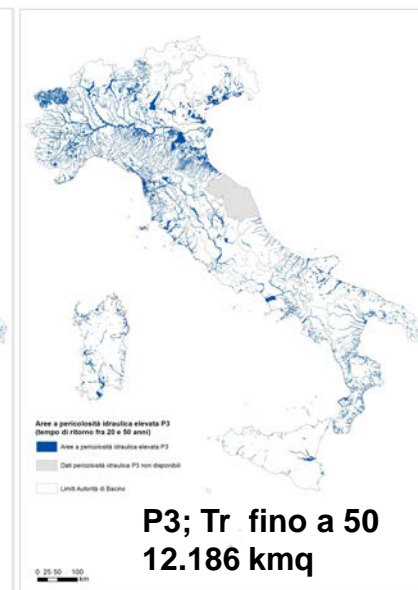 Aree a pericolosità idraulica elevata P3
(tempo di ritorno fra 20 e 50 anni)
Aree a pericolosità idraulica elevata P3
Dati pericolosità idraulica P3 non disponibili
Limiti Autorità di Bacino
P3; Tr fino a 50
12.186 kmq
0 25 50 100
km